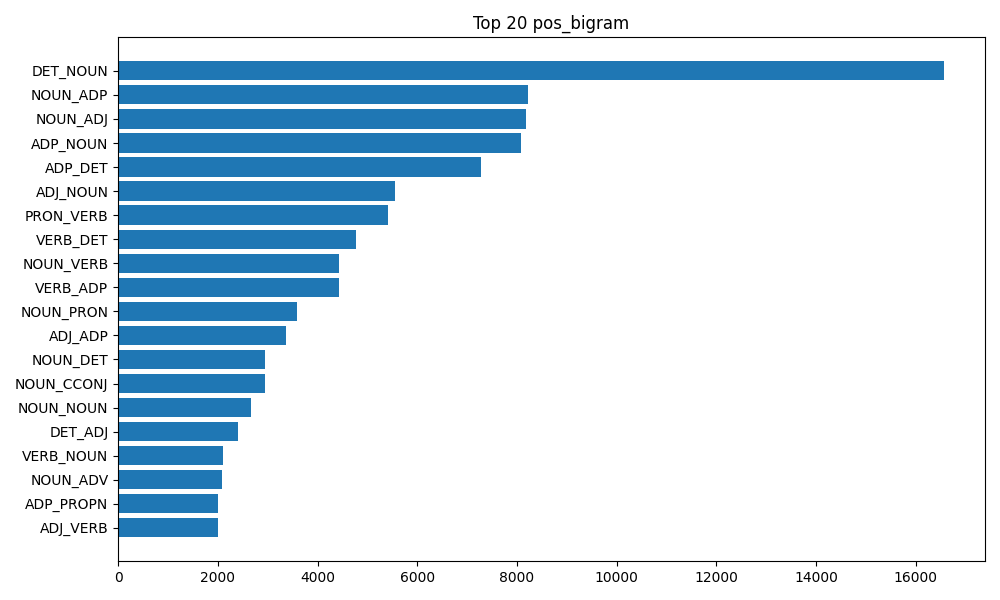 Top 20 pos_bigram
DET_NOUN
NOUN_ADP
NOUN_ADJ
ADP_NOUN
ADP_DET
ADJ_NOUN
PRON_VERB
VERB_DET
NOUN_VERB
VERB_ADP
NOUN_PRON
ADJ_ADP
NOUN_DET
NOUN_CCONJ
NOUN_NOUN
DET_ADJ
VERB_NOUN
NOUN_ADV
ADP_PROPN
ADJ_VERB
0 2000 4000 6000 8000 10000 12000 14000 16000